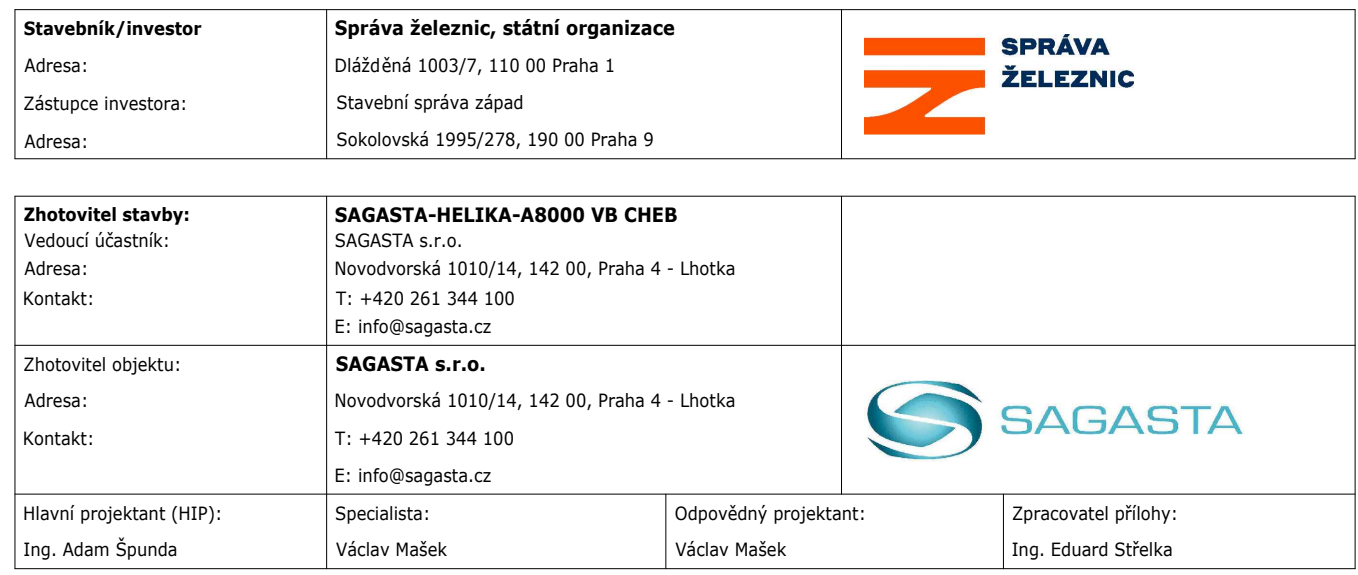 Stavebník/investor Správa železnic, státní organizace
Adresa: Dlážděná 1003/7, 110 00 Praha 1
Zástupce investora: Stavební správa západ
Adresa: Sokolovská 1995/278, 190 00 Praha 9
SPRÁVA
ŽELEZNIC
Zhotovitel stavby: SAGASTA-HELIKA-A8000 VB CHEB
Vedoucí účastník: SAGASTA s.r.o.
Adresa: Novodvorská 1010/14, 142 00, Praha 4 - Lhotka
Kontakt: T: +420 261 344 100
E: info@sagasta.cz
Zhotovitel objektu: SAGASTA s.r.o.
Adresa: Novodvorská 1010/14, 142 00, Praha 4 - Lhotka
Kontakt: T: +420 261 344 100
E: info@sagasta.cz
SAGASTA
Hlavní projektant (HIP): Specialista: Odpovědný projektant: Zpracovatel přílohy:
Ing. Adam Špunda Václav Mašek Václav Mašek Ing. Eduard Střelka